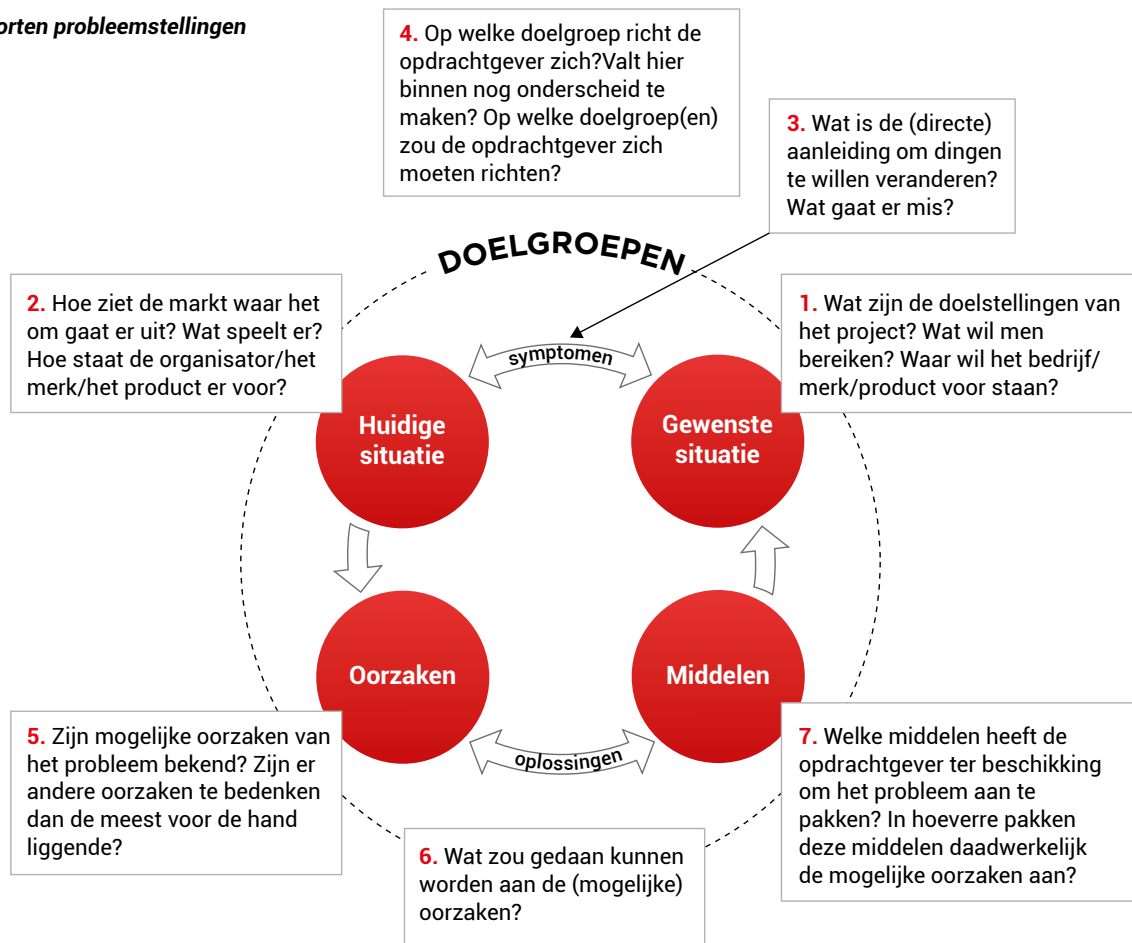 orten probleemstellingen
4. Op welke doelgroep richt de
opdrachtgever zich?Valt hier
binnen nog onderscheid te
maken? Op welke doelgroep(en)
zou de opdrachtgever zich
moeten richten?
3. Wat is de (directe)
aanleiding om dingen
te willen veranderen?
Wat gaat er mis?
DOELGROEPEN
2. Hoe ziet de markt waar het
om gaat er uit? Wat speelt er?
Hoe staat de organisator/het
merk/het product er voor?
1. Wat zijn de doelstellingen van
het project? Wat wil men
bereiken? Waar wil het bedrijf/
merk/product voor staan?
symptomen
Huidige
situatie
Gewenste
situatie
Oorzaken
Middelen
oplossingen
5. Zijn mogelijke oorzaken van
het probleem bekend? Zijn er
andere oorzaken te bedenken
dan de meest voor de hand
liggende?
6. Wat zou gedaan kunnen
worden aan de (mogelijke)
oorzaken?
7. Welke middelen heeft de
opdrachtgever ter beschikking
om het probleem aan te
pakken? In hoeverre pakken
deze middelen daadwerkelijk
de mogelijke oorzaken aan?